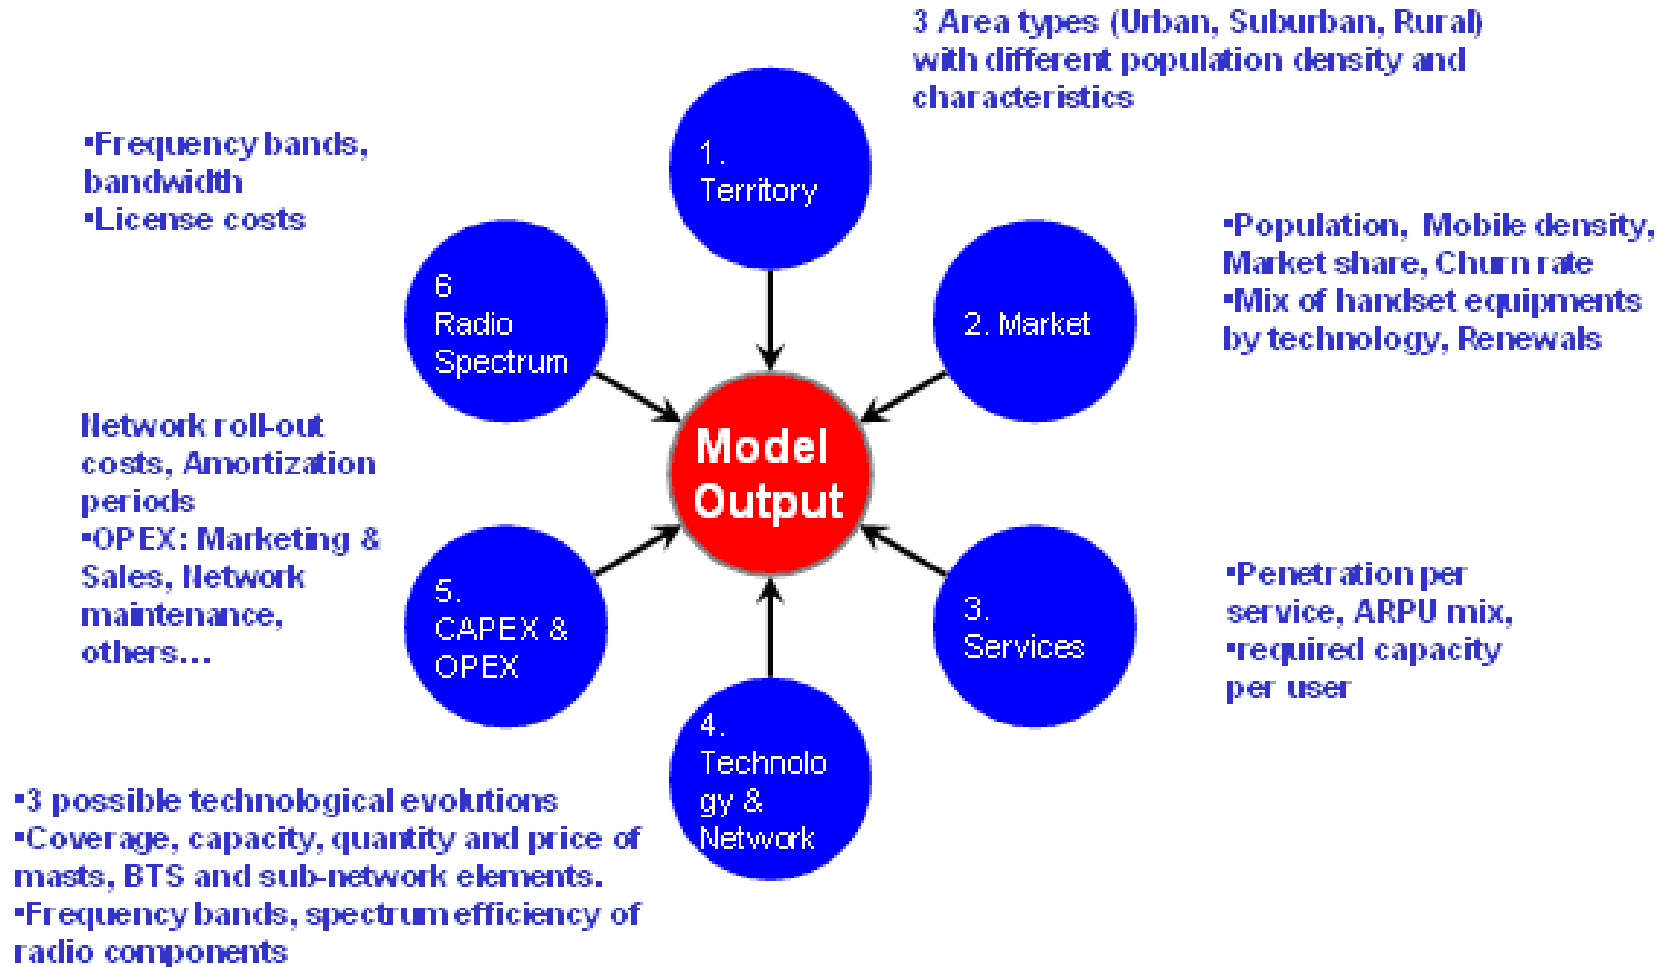 3 Area types (Urban, Suburban, Rural)
with different population density and
characteristics
1.
Territory
▪Population, Mobile density,
Market share, Churn rate
▪Mix of handset equipments
by technology, Renewals
2. Market
▪Penetration per
service, ARPU mix,
▪required capacity
per user
3.
Services
4.
Technolo
gy &
Network
▪3 possible technological evolutions
▪Coverage, capacity, quantity and price of
masts, BTS and sub-network elements.
▪Frequency bands, spectrum efficiency of
radio components
5.
CAPEX &
OPEX
Network roll-out
costs, Amortization
periods
▪OPEX: Marketing &
Sales, Network
maintenance,
others...
6
Radio
Spectrum
▪Frequency bands,
bandwidth
▪License costs
Model
Output